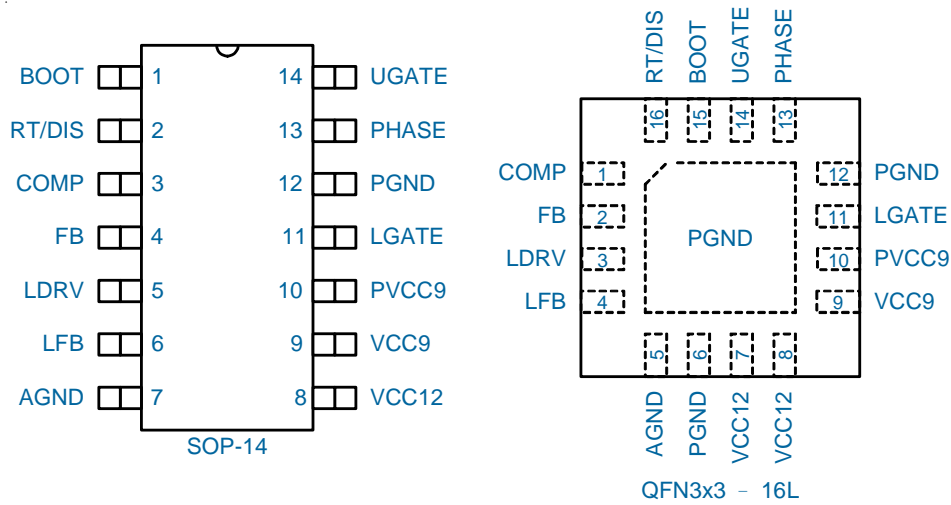 BOOT 1 14 UGATE
RT/DIS 2 13 PHASE
COMP 3 12 PGND
FB 4 11 LGATE
LDRV 5 10 PVCC9
LFB 6 9 VCC9
AGND 7 8 VCC12
SOP-14
RT/DIS BOOT UGATE PHASE
16 15 14 13
COMP 1 12 PGND
FB 2 11 LGATE
PGND
LDRV 3 10 PVCC9
LFB 4 9 VCC9
5 6 7 8
AGND PGND VCC12 VCC12
QFN3x3 – 16L